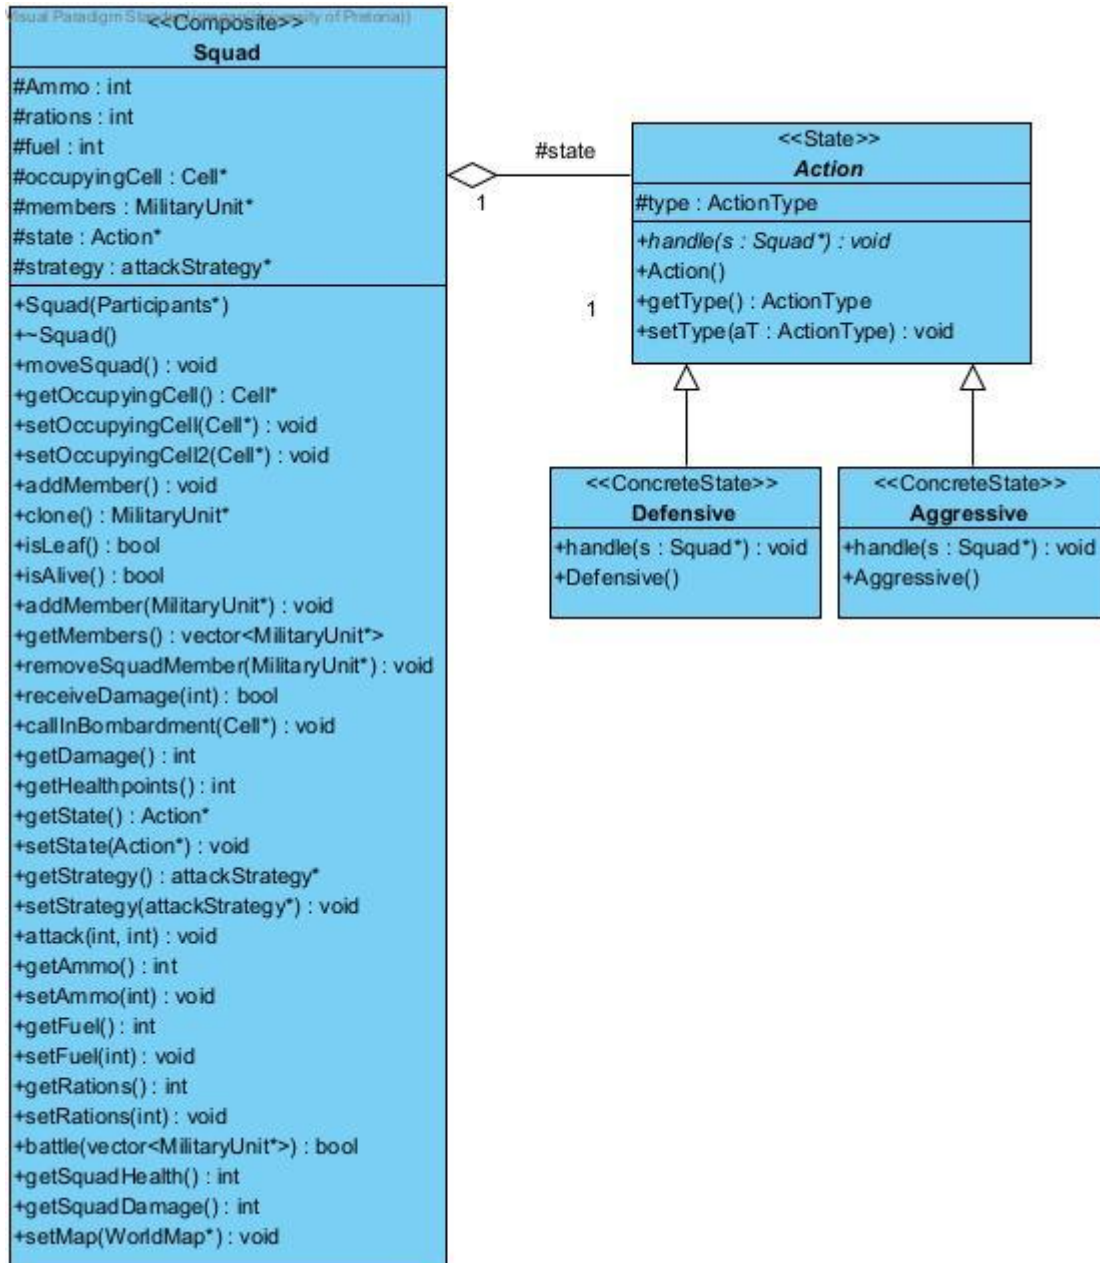 Visual Paradigm Standard University of Pretoria))
<<Composite>>
Squad
#Ammo : int
#rations : int
#fuel : int
#occupyingCell : Cell*
#members : MilitaryUnit*
#state : Action*
#strategy : attackStrategy*
+Squad(Participants*)
+~Squad()
+moveSquad() : void
+getOccupyingCell() : Cell*
+setOccupyingCell(Cell*) : void
+setOccupyingCell2(Cell*) : void
+addMember() : void
+clone() : MilitaryUnit*
+isLeaf() : bool
+isAlive() : bool
+addMember(MilitaryUnit*) : void
+getMembers() : vector<MilitaryUnit*>
+removeSquadMember(MilitaryUnit*) : void
+receiveDamage(int) : bool
+callInBombardment(Cell*) : void
+getDamage() : int
+getHealthpoints() : int
+getState() : Action*
+setState(Action*) : void
+getStrategy() : attackStrategy*
+setStrategy(attackStrategy*) : void
+attack(int, int) : void
+getAmmo() : int
+setAmmo(int) : void
+getFuel() : int
+setFuel(int) : void
+getRations() : int
+setRations(int) : void
+battle(vector<MilitaryUnit*>) : bool
+getSquadHealth() : int
+getSquadDamage() : int
+setMap(WorldMap*) : void
#state
1
1
<<State>>
Action
#type : ActionType
+handle(s : Squad*) : void
+Action()
+getType() : ActionType
+setType(aT : ActionType) : void
<<ConcreteState>>
Defensive
+handle(s : Squad*) : void
+Defensive()
<<ConcreteState>>
Aggressive
+handle(s : Squad*) : void
+Aggressive()